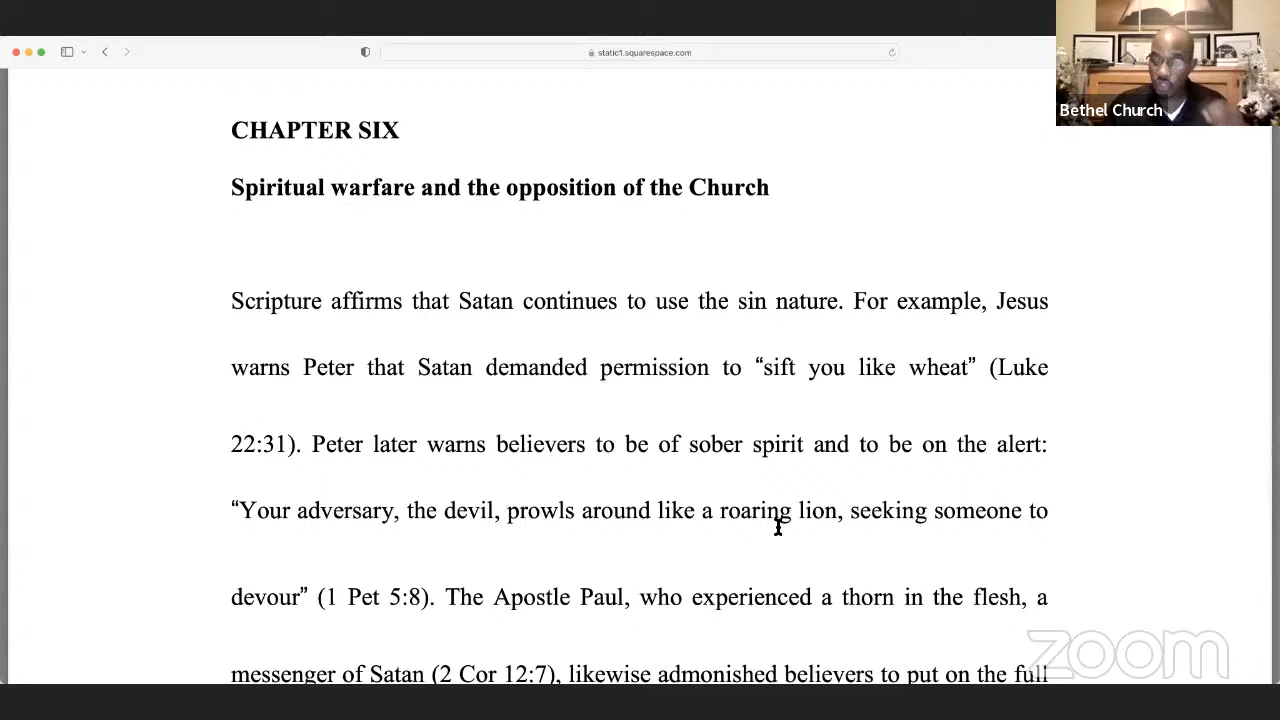 static1.squarespace.com
Bethel Church
CHAPTER SIX
Spiritual warfare and the opposition of the Church
Scripture affirms that Satan continues to use the sin nature. For example, Jesus
warns Peter that Satan demanded permission to “sift you like wheat” (Luke
22:31). Peter later warns believers to be of sober spirit and to be on the alert:
“Your adversary, the devil, prowls around like a roaring lion, seeking someone to
devour” (1 Pet 5:8). The Apostle Paul, who experienced a thorn in the flesh, a
messenger of Satan (2 Cor 12:7), likewise admonished believers to put on the full
zoom